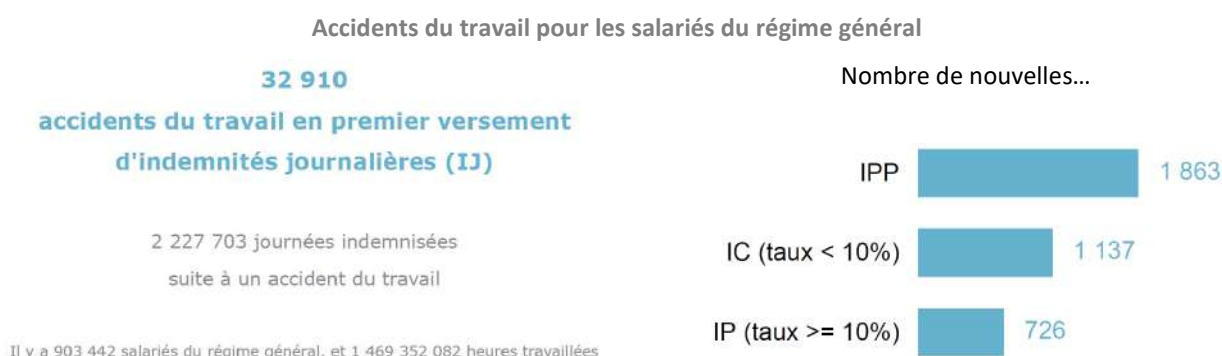 Accidents du travail pour les salariés du régime général
32 910
accidents du travail en premier versement
d'indemnités journalières (IJ)
2 227 703 journées indemnisées
suite à un accident du travail
Il y a 903 442 salariés du régime général, et 1 469 352 082 heures travaillées
Nombre de nouvelles…
IPP 1 863
IC (taux < 10%) 1 137
IP (taux >= 10%) 726